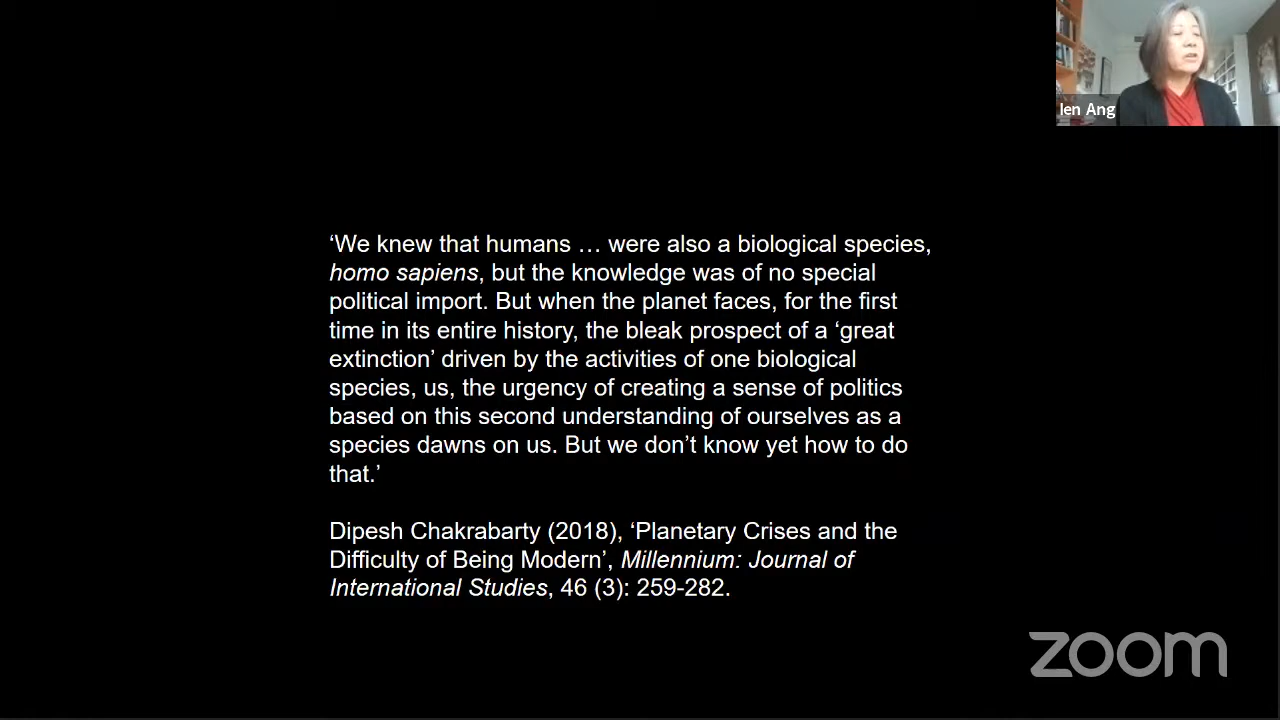 Ien Ang
‘We knew that humans … were also a biological species,
homo sapiens, but the knowledge was of no special
political import. But when the planet faces, for the first
time in its entire history, the bleak prospect of a ‘great
extinction’ driven by the activities of one biological
species, us, the urgency of creating a sense of politics
based on this second understanding of ourselves as a
species dawns on us. But we don’t know yet how to do
that.’
Dipesh Chakrabarty (2018), ‘Planetary Crises and the
Difficulty of Being Modern’, Millennium: Journal of
International Studies, 46 (3): 259-282.
zoom